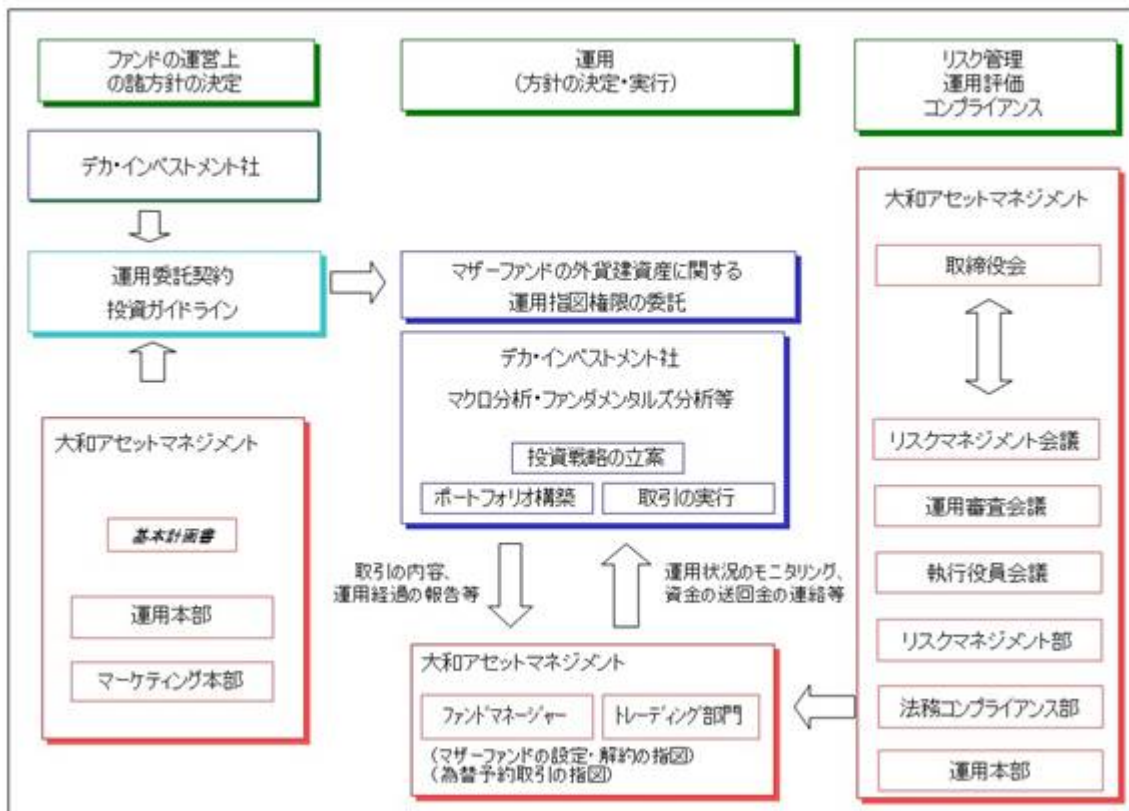 ファンドの運営上
の諸方針の決定
運用
(方針の決定・実行)
リスク管理
運用評価
コンプライアンス
デカ・インベストメント社
運用委託契約
投資ガイドライン
大和アセットマネジメント
基本計画書
運用本部
マーケティング本部
マザーファンドの外貨建資産に関する
運用指図権限の委託
デカ・インベストメント社
マクロ分析・ファンダメンタルズ分析等
投資戦略の立案
ポートフォリオ構築
取引の実行
取引の内容、
運用経過の報告等
運用状況のモニタリング、
資金の送回金の連絡等
大和アセットマネジメント
ファンドマネージャー
トレーディング部門
(マザーファンドの設定・解約の指図)
(為替予約取引の指図)
大和アセットマネジメント
取締役会
リスクマネジメント会議
運用審査会議
執行役員会議
リスクマネジメント部
法務コンプライアンス部
運用本部